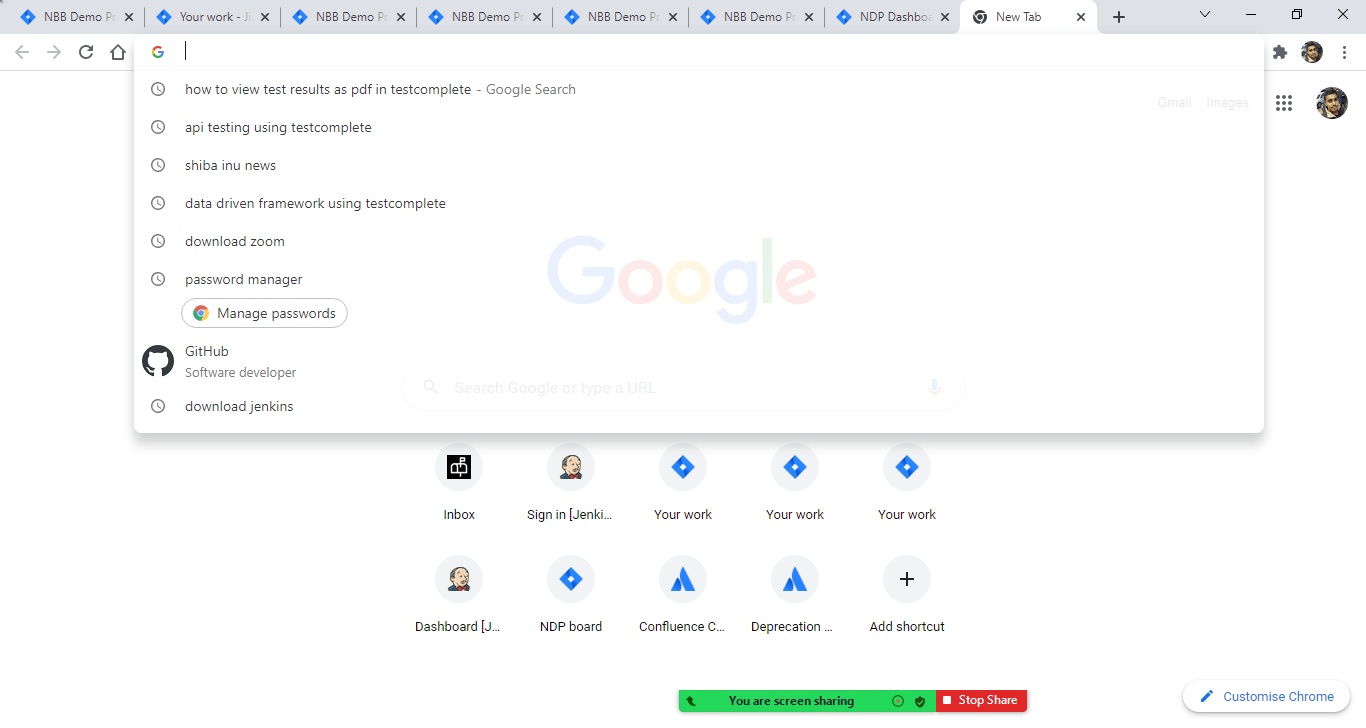 NBB Demo Pr
Your work - Ji
NBB Demo Pr
NBB Demo Pr
NBB Demo Pr
NBB Demo Pr
NDP Dashboa
New Tab
how to view test results as pdf in testcomplete - Google Search
api testing using testcomplete
shiba inu news
data driven framework using testcomplete
download zoom
password manager
Manage passwords
GitHub
Software developer
download jenkins
Gmail Images
Google
Search Google or type a URL
Inbox
Sign in [Jenki...
Your work
Your work
Your work
Dashboard [J...
NDP board
Confluence C...
Deprecation ...
Add shortcut
You are screen sharing
Stop Share
Customise Chrome